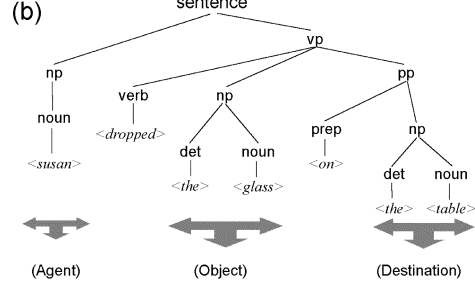 (b)
sentence
vp
np
pp
verb
np
noun
<dropped>
prep
np
det
noun
<susan>
<on>
<the>
<glass>
det
noun
<the>
<table>
(Agent)
(Object)
(Destination)